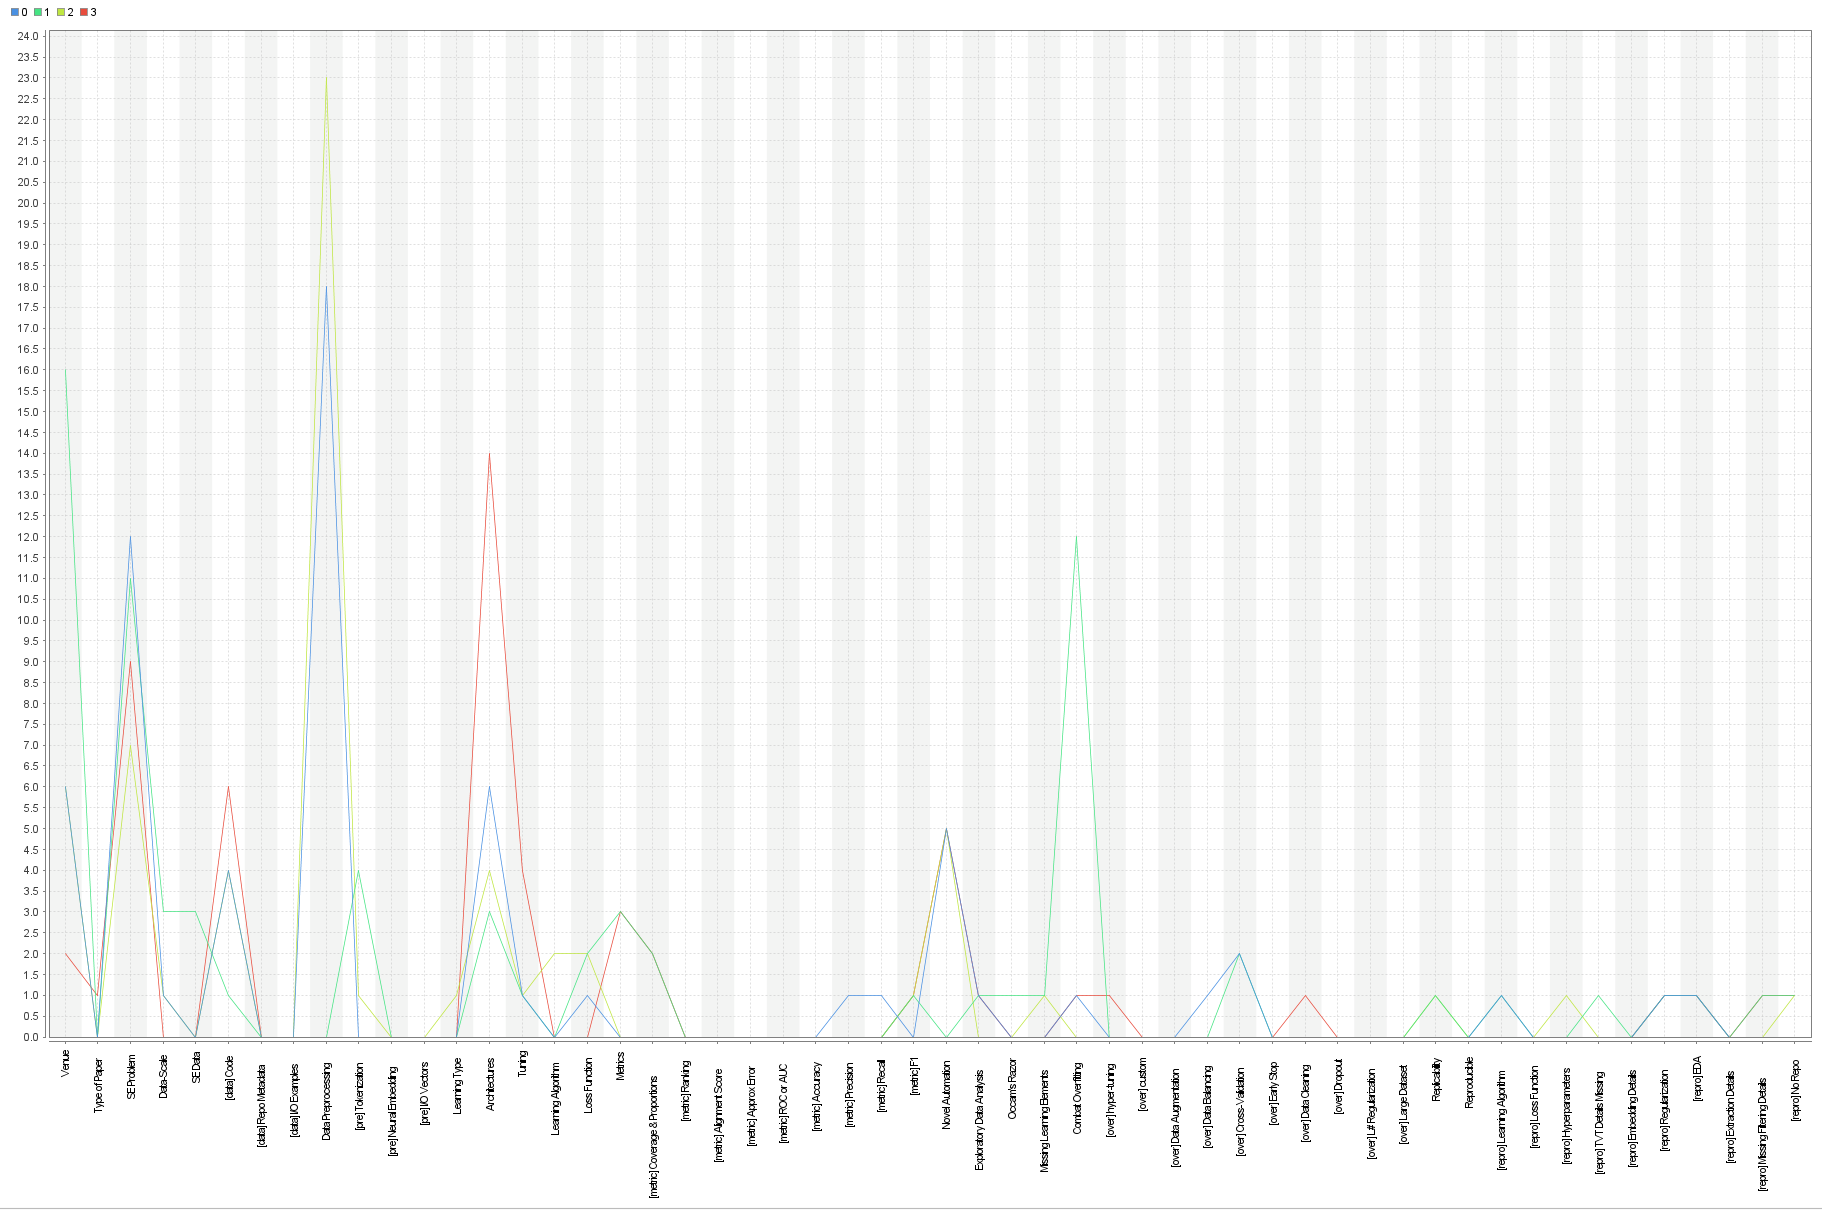 0 1 2 3
24.0
23.5
23.0
22.5
22.0
21.5
21.0
20.5
20.0
19.5
19.0
18.5
18.0
17.5
17.0
16.5
16.0
15.5
15.0
14.5
14.0
13.5
13.0
12.5
12.0
11.5
11.0
10.5
10.0
9.5
9.0
8.5
8.0
7.5
7.0
6.5
6.0
5.5
5.0
4.5
4.0
3.5
3.0
2.5
2.0
1.5
1.0
0.5
0.0
Venue
Type of Paper
SE Problem
Data-Scale
SE Data
[data] Code
[data] Repo Metadata
[data] I/O Examples
Data Preprocessing
[pre] Tokenization
[pre] Neural Embedding
[pre] I/O Vectors
Learning Type
Architectures
Tuning
Learning Algorithm
Loss Function
Metrics
[metric] Coverage & Proportions
[metric] Ranking
[metric] Alignment Score
[metric] Approx Error
[metric] ROC or AUC
[metric] Accuracy
[metric] Precision
[metric] Recall
[metric] F1
Novel Automation
Exploratory Data Analysis
Occam's Razor
Missing Learning Elements
Combat Overfitting
[over] hyper-tuning
[over] custom
[over] Data Augmentation
[over] Data Balancing
[over] Cross-Validation
[over] Early Stop
[over] Data Cleaning
[over] Dropout
[over] L# Regularization
[over] Large Dataset
Replicability
Reproducible
[repro] Learning Algorithm
[repro] Loss Function
[repro] Hyperparameters
[repro] TVT Details Missing
[repro] Embedding Details
[repro] Regularization
[repro] EDA
[repro] Extraction Details
[repro] Missing Filtering Details
[repro] No Repo